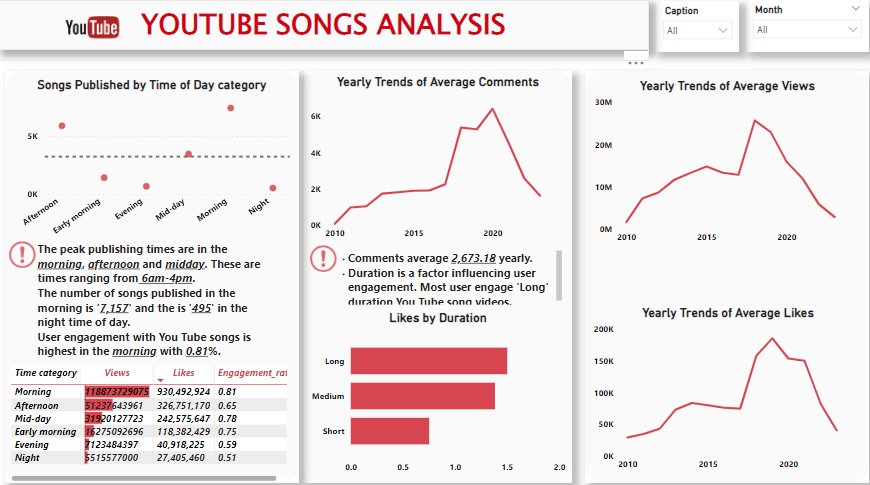 YouTube
YOUTUBE SONGS ANALYSIS
Caption
All
Month
All
Songs Published by Time of Day category
5K
0K
Afternoon
Early morning
Evening
Mid-day
Morning
Night
The peak publishing times are in the
morning, afternoon and midday. These are
times ranging from 6am-4pm.
The number of songs published in the
morning is '7,157' and the is '495' in the
night time of day.
User engagement with You Tube songs is
highest in the morning with 0.81%.
Time category Views Likes Engagement_rat
Morning 118873729075 930,492,924 0.81
Afternoon 51237643961 326,751,170 0.65
Mid-day 31920127723 242,575,647 0.78
Early morning 16275092696 118,382,429 0.75
Evening 7123484397 40,918,225 0.59
Night 5515577000 27,405,460 0.51
Yearly Trends of Average Comments
6K
4K
2K
0K
2010 2015 2020
· Comments average 2,673.18 yearly.
· Duration is a factor influencing user
engagement. Most user engage 'Long'
duration You Tube song videos.
Likes by Duration
Long
Medium
Short
0.0 0.5 1.0 1.5 2.0
Yearly Trends of Average Views
30M
20M
10M
0M
2010 2015 2020
Yearly Trends of Average Likes
200K
150K
100K
50K
0K
2010 2015 2020